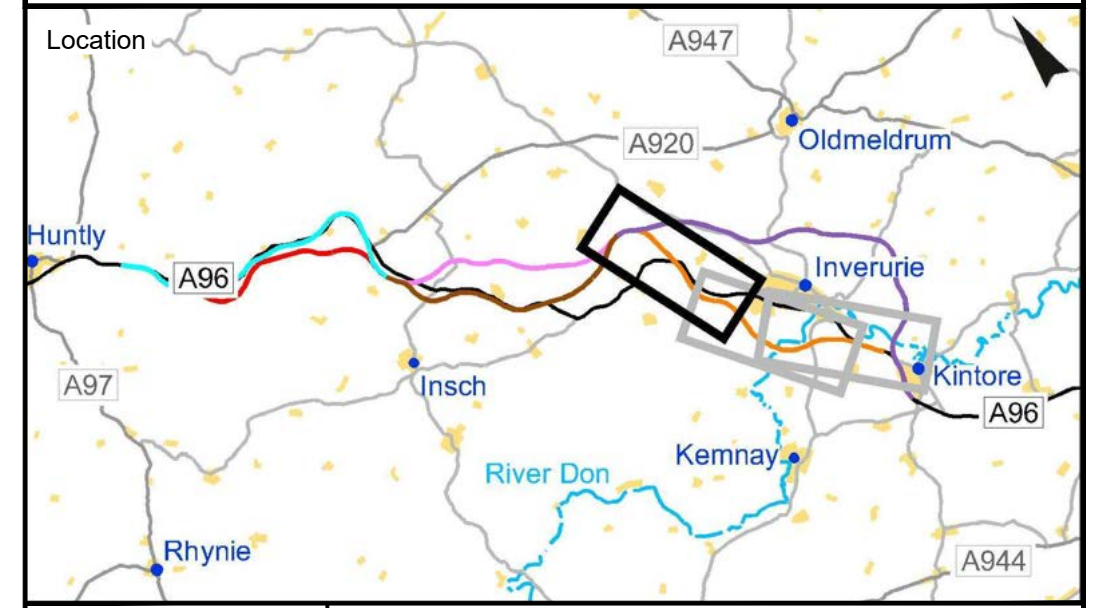 Location
A947
Oldmeldrum
A920
Huntly
A96
Inverurie
Insch
A97
Kintore
A96
Kemnay
River Don
Rhynie
A944